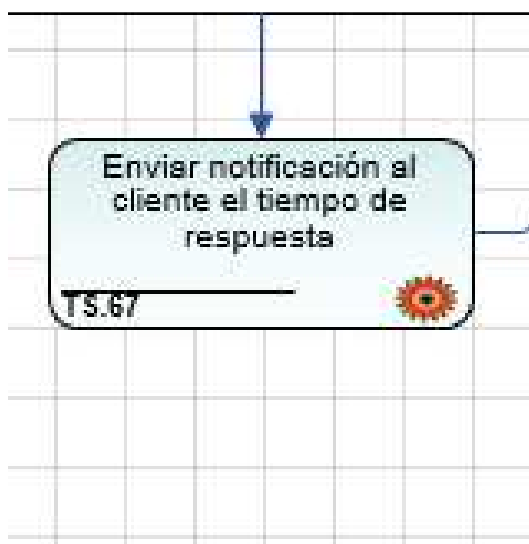 Enviar notificación al
cliente el tiempo de
respuesta
TS.67